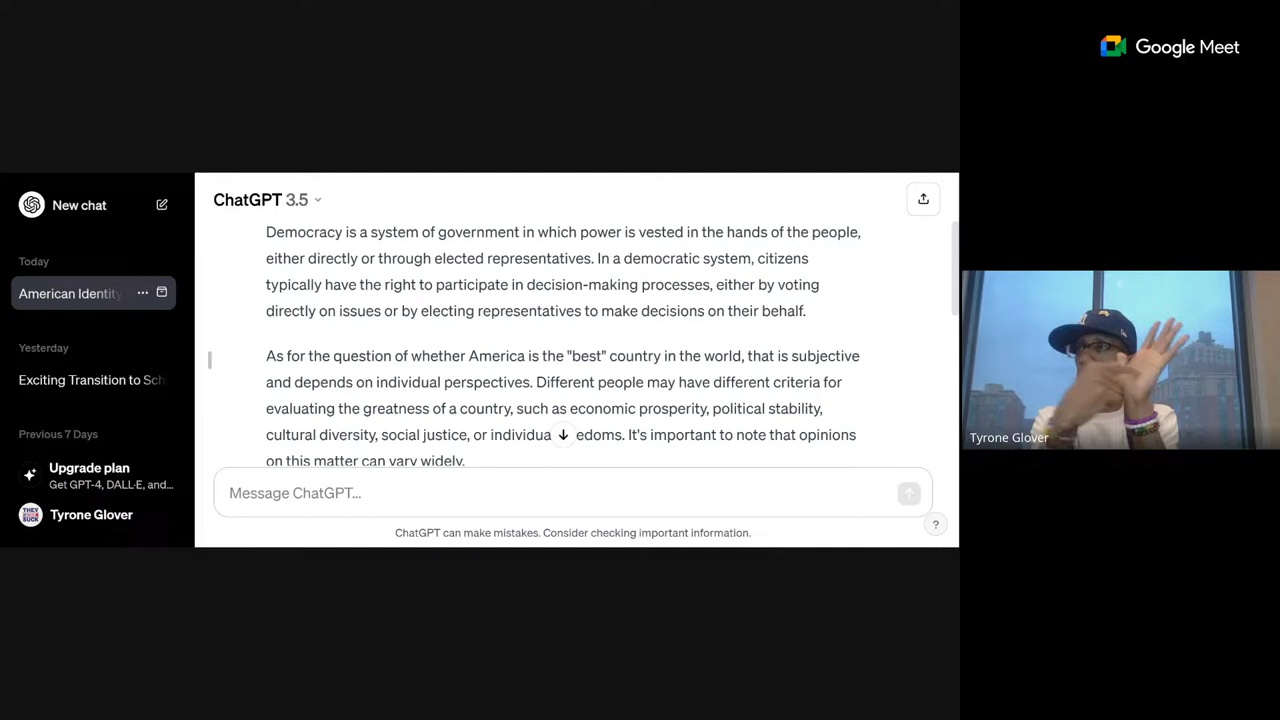 Google Meet
New chat
Today
American Identity
Yesterday
Exciting Transition to Sch
Previous 7 Days
Upgrade plan
Get GPT-4, DALL·E, and...
THEY
SUCK
Tyrone Glover
ChatGPT 3.5
Democracy is a system of government in which power is vested in the hands of the people,
either directly or through elected representatives. In a democratic system, citizens
typically have the right to participate in decision-making processes, either by voting
directly on issues or by electing representatives to make decisions on their behalf.
As for the question of whether America is the "best" country in the world, that is subjective
and depends on individual perspectives. Different people may have different criteria for
evaluating the greatness of a country, such as economic prosperity, political stability,
cultural diversity, social justice, or individua edoms. It's important to note that opinions
on this matter can vary widely.
Message ChatGPT...
ChatGPT can make mistakes. Consider checking important information.
?
Tyrone Glover